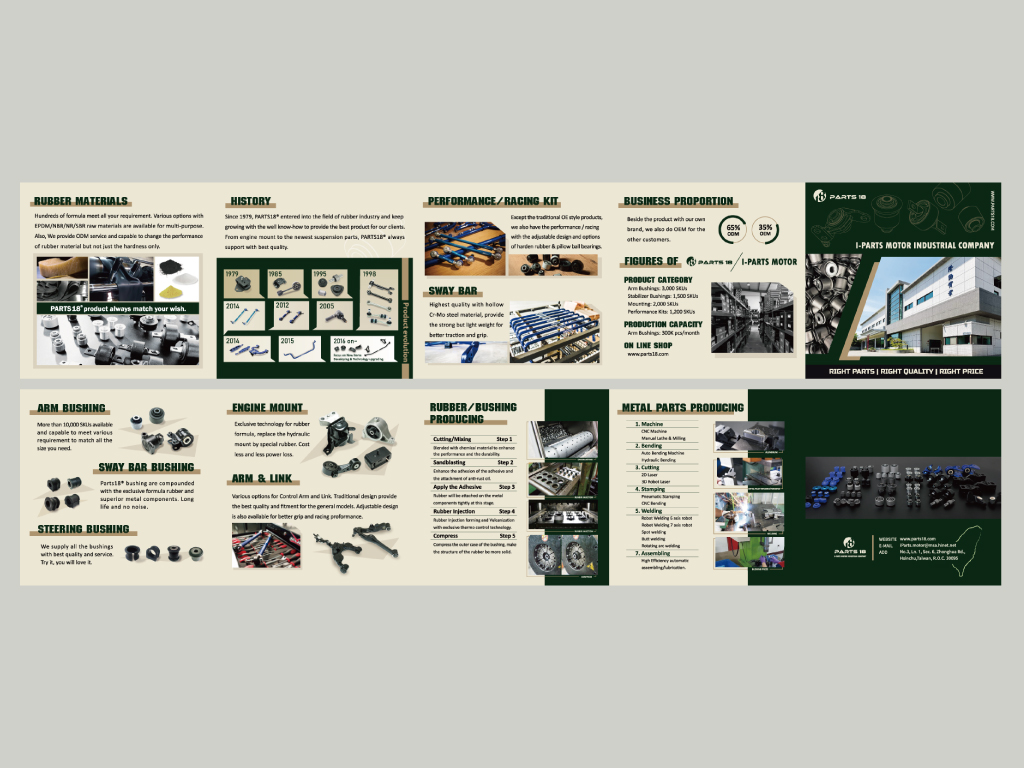 RUBBER MATERIALS
Hundreds of formula meet all your requirement. Various options with
EPDM/NBR/NR/SBR raw materials are available for multi-purpose.
Also, We provide ODM service and capable to change the performance
of rubber material but not just the hardness only.
PARTS18® product always match your wish.
HISTORY
Since 1979, PARTS18® entered into the field of rubber industry and keep
growing with the well know-how to provide the best product for our clients.
From engine mount to the newest suspension parts, PARTS18® always
support with best quality.
1979
1985
1995
1998
2014
2012
2005
2014
2015
2016 on~
Product evolution
PERFORMANCE/RACING KIT
Except the traditional OE style products,
we also have the performance / racing
with the adjustable design and options
of harden rubber & pillow ball bearings.
SWAY BAR
Highest quality with hollow
Cr-Mo steel material, provide
the strong but light weight for
better traction and grip.
BUSINESS PROPORTION
Beside the product with our own
brand, we also do OEM for the
other customers.
65%
ODM
35%
OEM
FIGURES OF PARTS 18 / I-PARTS MOTOR
PRODUCT CATEGORY
Arm Bushings: 3,000 SKUs
Stabilizer Bushings: 1,500 SKUs
Mounting: 2,000 SKUs
Performance Kits: 1,200 SKUs
PRODUCTION CAPACITY
Arm Bushings: 300K pcs/month
ON LINE SHOP
www.parts18.com
PARTS 18
WWW.PARTS18.COM
I-PARTS MOTOR INDUSTRIAL COMPANY
RIGHT PARTS | RIGHT QUALITY | RIGHT PRICE
ARM BUSHING
More than 10,000 SKUs available
and capable to meet various
requirement to match all the
size you need.
SWAY BAR BUSHING
Parts18® bushing are compounded
with the exclusive formula rubber and
superior metal components. Long
life and no noise.
STEERING BUSHING
We supply all the bushings
with best quality and service.
Try it, you will love it.
ENGINE MOUNT
Exclusive technology for rubber
formula, replace the hydraulic
mount by special rubber. Cost
less and less power loss.
ARM & LINK
Various options for Control Arm and Link. Traditional design provide
the best quality and fitment for the general models. Adjustable design
is also available for better grip and racing proformance.
RUBBER/BUSHING
PRODUCING
Cutting/Mixing Step 1
Blended with chemical material to enhance
the performance and the durability.
Sandblasting Step 2
Enhance the adhesion of the adhesive and
the attachment of anti-rust oil.
Apply the Adhesive Step 3
Rubber will be attached on the metal
components tightly at this stage.
Rubber Injection Step 4
Rubber injection forming and Vulcanization
with exclusive thermo control technology.
Compress Step 5
Compress the outer case of the bushing, make
the structure of the rubber be more solid.
METAL PARTS PRODUCING
1. Machine
CNC Machine
Manual Lathe & Milling
2. Bending
Auto Bending Machine
Hydraulic Bending
3. Cutting
2D Laser
3D Robot Laser
4. Stamping
Pneumatic Stamping
CNC Bending
5. Welding
Robot Welding 6 axis robot
Robot Welding 7 axis robot
Spot welding
Butt welding
Rotating arc welding
7. Assembling
High Efficiency automatic
assembling/lubrication.
PARTS 18
WEBSITE www.parts18.com
E-MAIL iParts.motor@msa.hinet.net
ADD No.3, Ln. 1, Sec. 6, Zhonghua Rd.,
Hsinchu,Taiwan, R.O.C. 30095